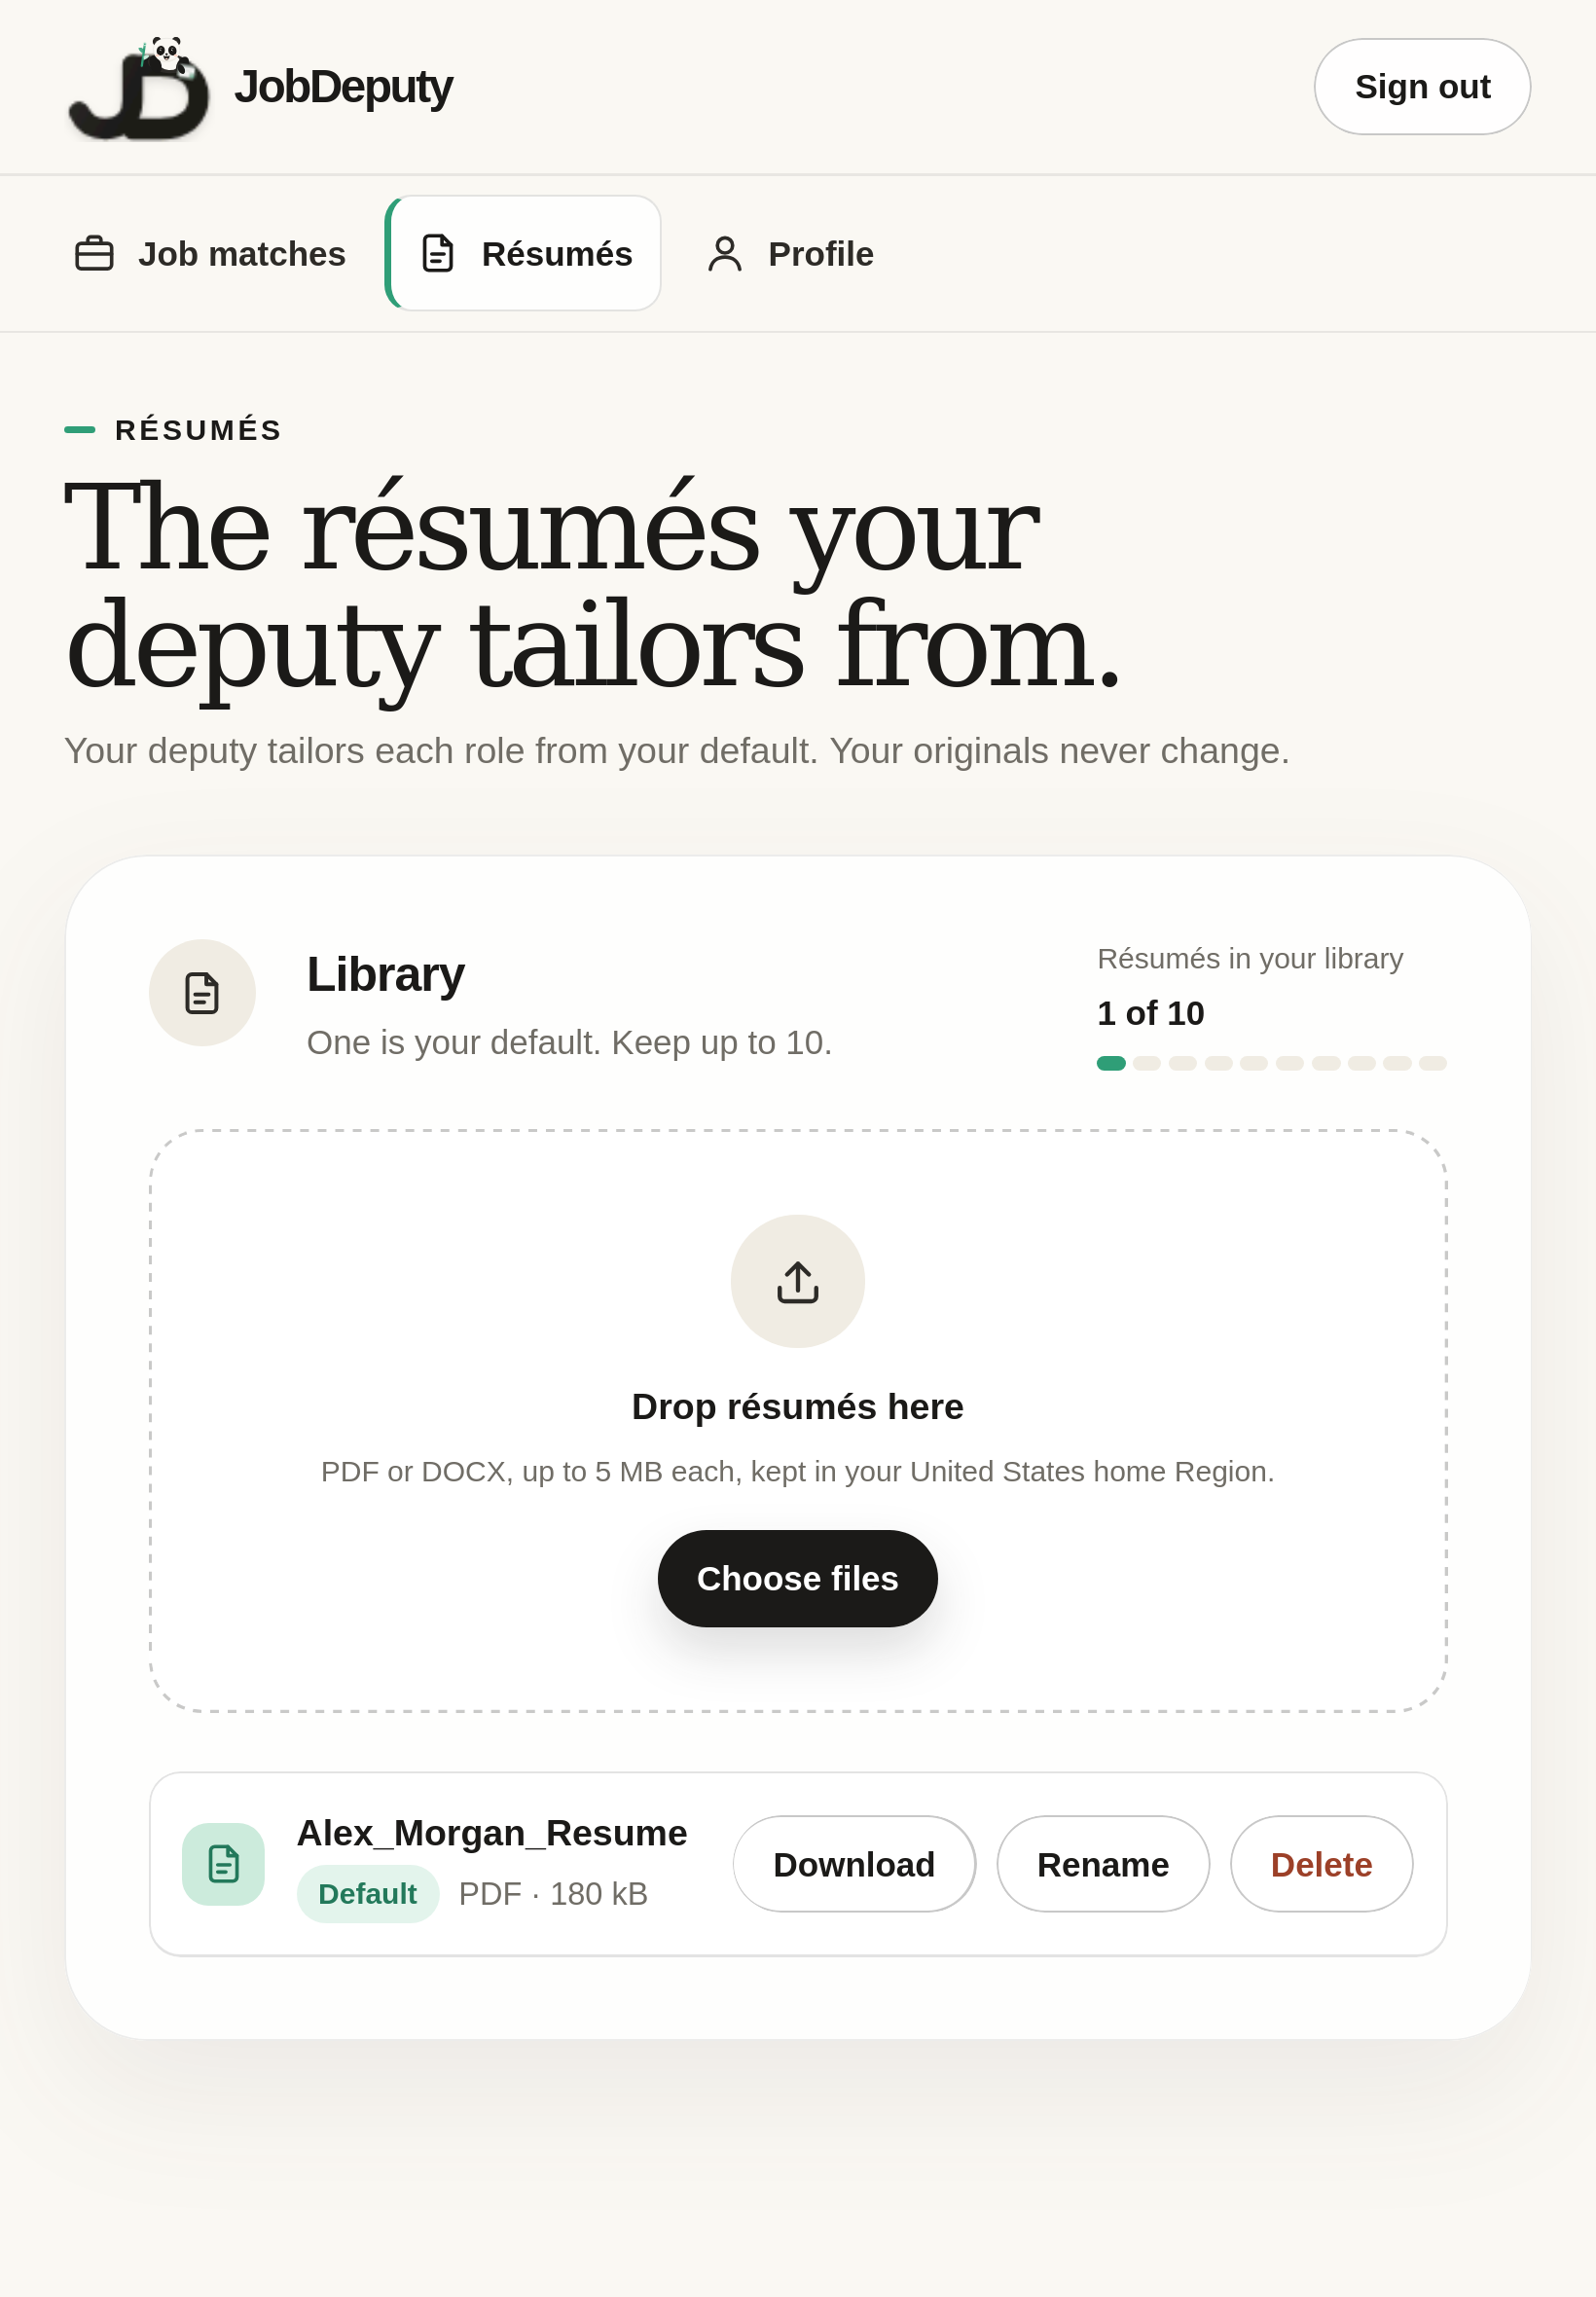 JD
JobDeputy
Sign out
Job matches
Résumés
Profile
RÉSUMÉS
The résumés your
deputy tailors from.
Your deputy tailors each role from your default. Your originals never change.
Library
One is your default. Keep up to 10.
Résumés in your library
1 of 10
Drop résumés here
PDF or DOCX, up to 5 MB each, kept in your United States home Region.
Choose files
Alex_Morgan_Resume
Default
PDF · 180 kB
Download
Rename
Delete